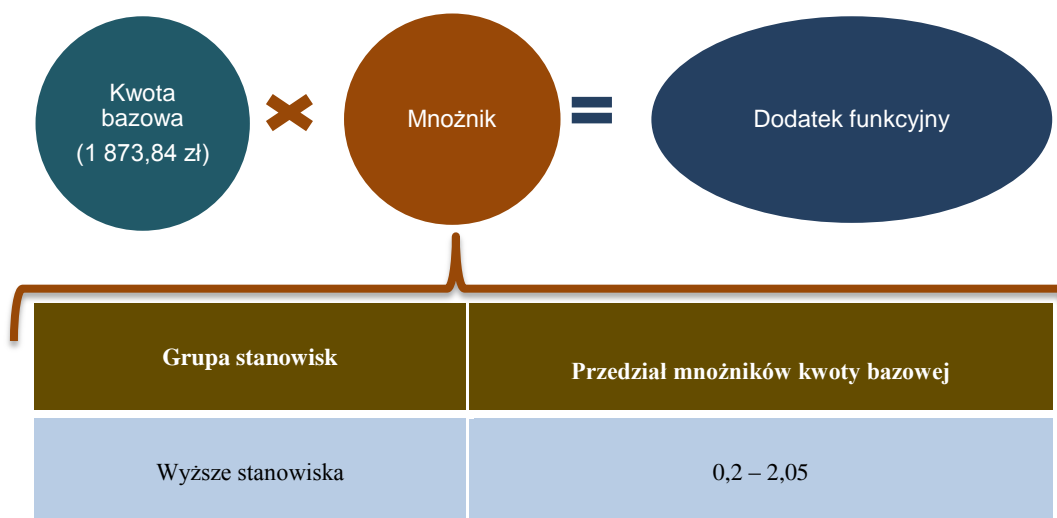 Kwota
bazowa
(1 873,84 zł)
Mnożnik
Dodatek funkcyjny
Grupa stanowisk
Przedział mnożników kwoty bazowej
Wyższe stanowiska
0,2 – 2,05